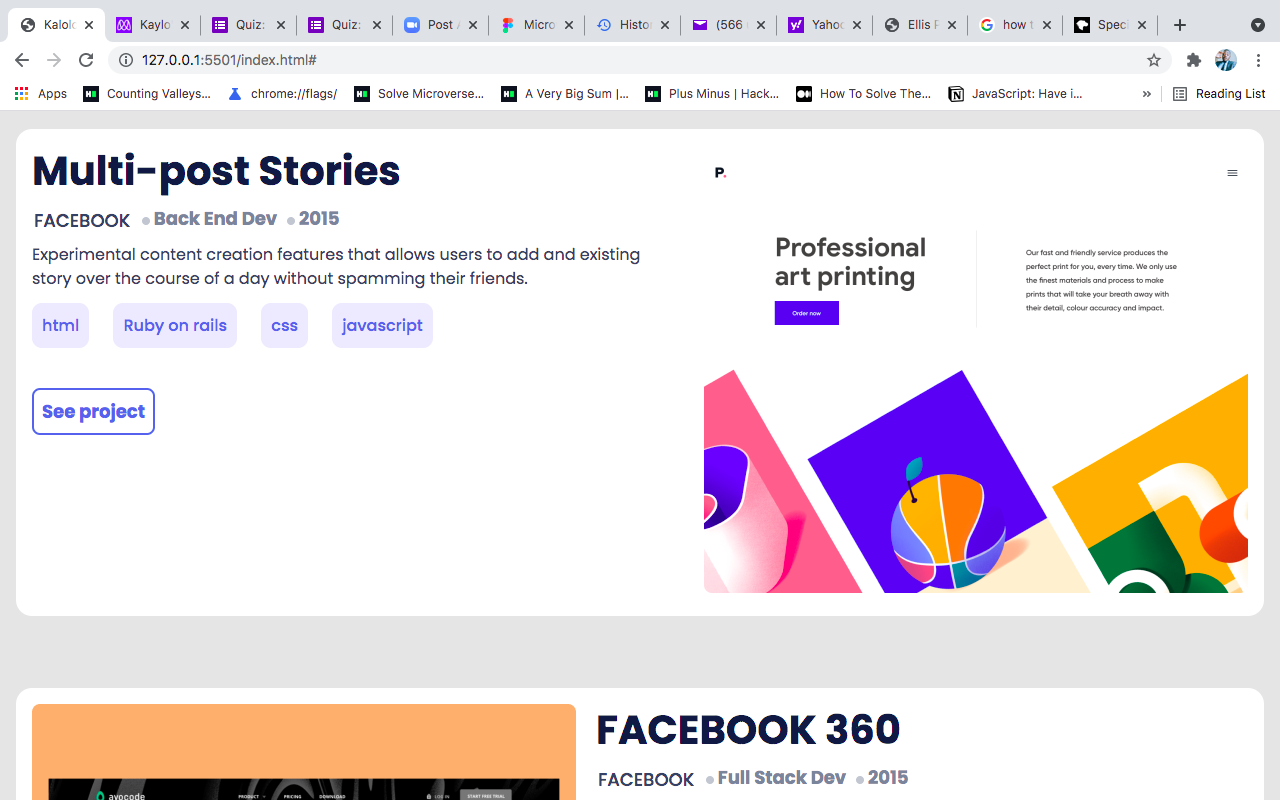 Kalolo
Kaylo
Quiz:
Quiz:
Post A
Micro
Histor
(566
Yahoo
Ellis P
how t
Speci
127.0.0.1:5501/index.html#
Apps
Counting Valleys...
chrome://flags/
Solve Microverse...
A Very Big Sum |...
Plus Minus | Hack...
How To Solve The...
JavaScript: Have i...
»
Reading List
Multi-post Stories
FACEBOOK
Back End Dev
2015
Experimental content creation features that allows users to add and existing
story over the course of a day without spamming their friends.
html
Ruby on rails
css
javascript
See project
P.
Professional
art printing
Order now
Our fast and friendly service produces the
perfect print for you, every time. We only use
the finest materials and process to make
prints that will take your breath away with
their detail, colour accuracy and impact.
avocode
PRODUCT
PRICING
DOWNLOAD
LOG IN
START FREE TRIAL
FACEBOOK 360
FACEBOOK
Full Stack Dev
2015